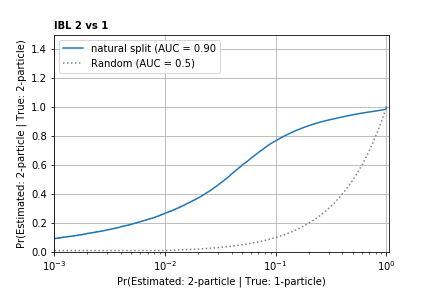 IBL 2 vs 1
natural split (AUC = 0.90
Random (AUC = 0.5)
Pr(Estimated: 2-particle | True: 2-particle)
1.4
1.2
1.0
0.8
0.6
0.4
0.2
0.0
10⁻³ 10⁻² 10⁻¹ 10⁰
Pr(Estimated: 2-particle | True: 1-particle)